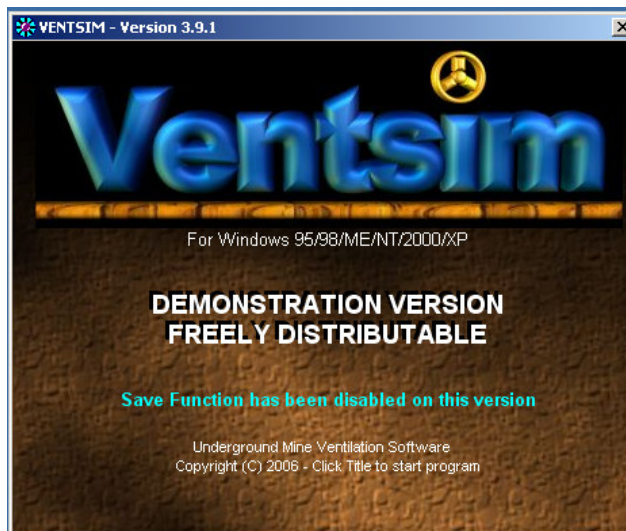 VENTSIM - Version 3.9.1
Ventsim
For Windows 95/98/ME/NT/2000/XP
DEMONSTRATION VERSION
FREELY DISTRIBUTABLE
Save Function has been disabled on this version
Underground Mine Ventilation Software
Copyright (C) 2006 - Click Title to start program